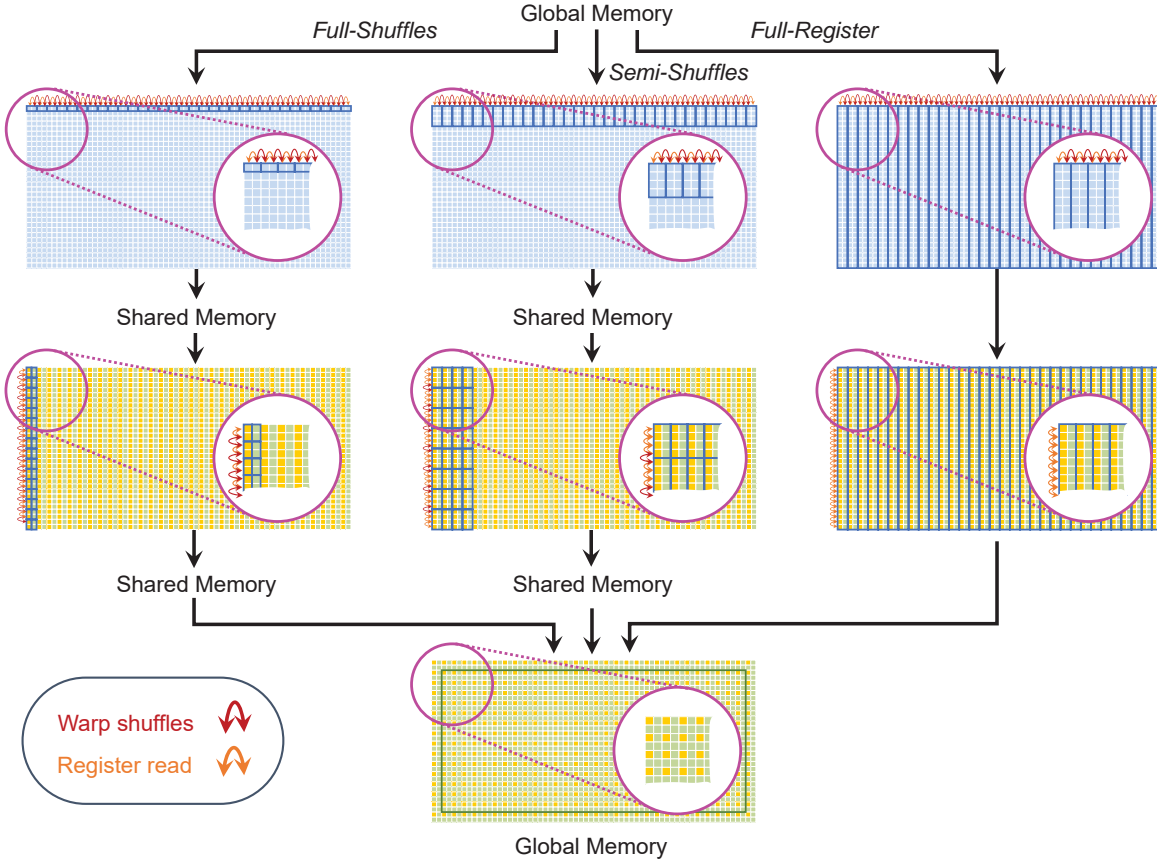 Global Memory
Full-Shuffles
Full-Register
Semi-Shuffles
Shared Memory
Shared Memory
Shared Memory
Shared Memory
Warp shuffles
Register read
Global Memory